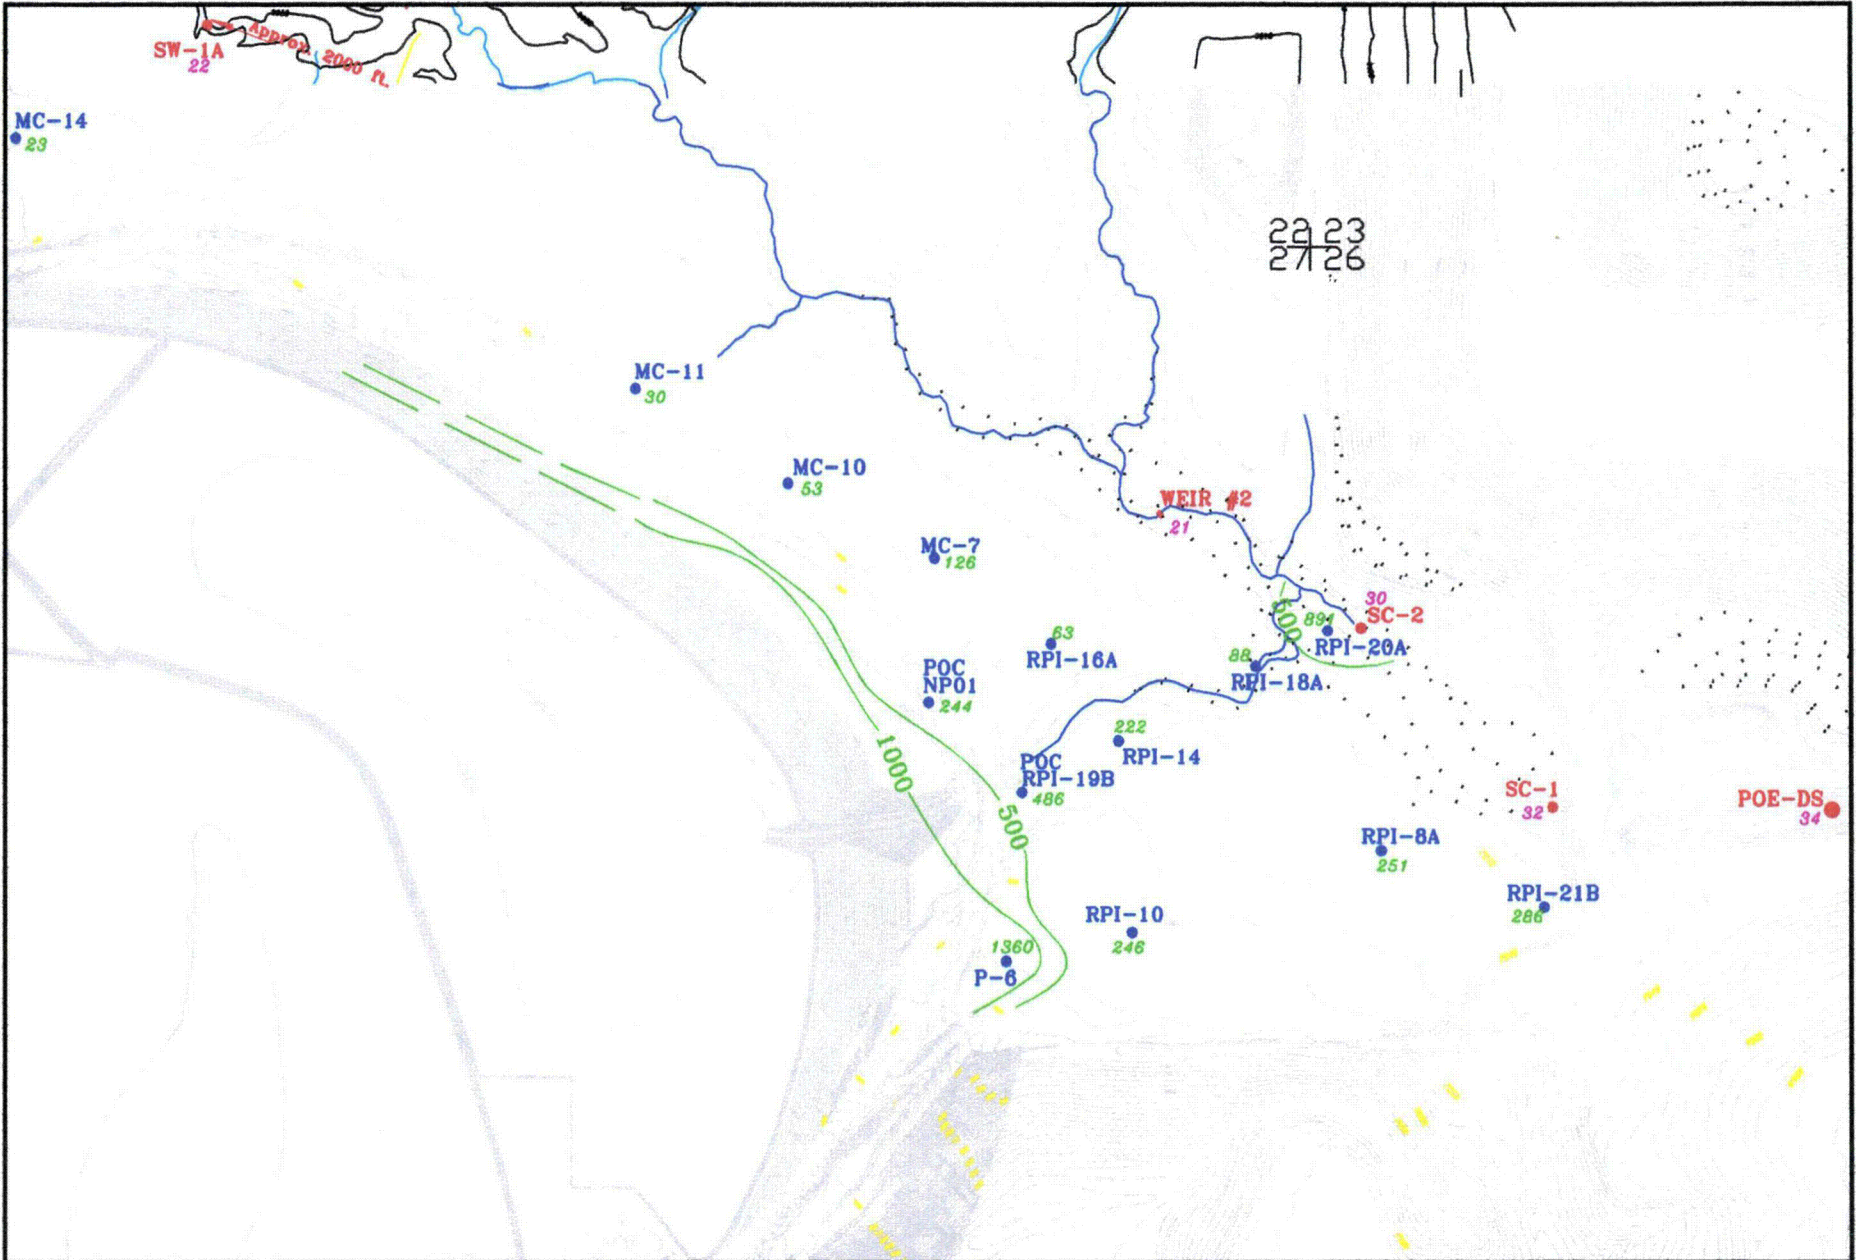 SW-1A
22
Approx. 2000 ft.
MC-14
23
22 23
27 26
MC-11
30
MC-10
53
WEIR #2
21
MC-7
126
30
SC-2
500
891
RPI-20A
63
RPI-16A
88
RPI-18A
POC
NP01
244
222
RPI-14
1000
POC
RPI-19B
486
500
SC-1
32
POE-DS
34
RPI-8A
251
RPI-21B
286
RPI-10
246
1360
P-6